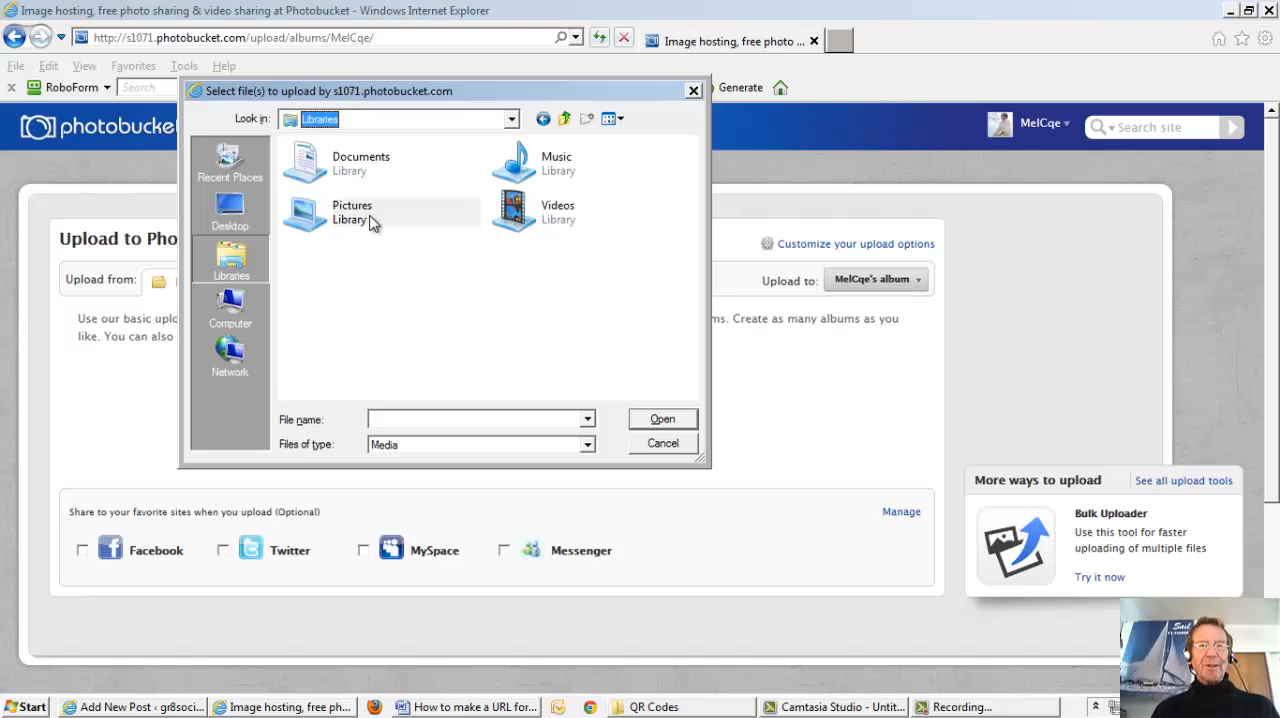 Image hosting, free photo sharing & video sharing at Photobucket - Windows Internet Explorer
http://s1071.photobucket.com/upload/albums/MelCqe/
Image hosting, free photo ...
File Edit View Favorites Tools Help
x RoboForm Search
Generate
Select file(s) to upload by s1071.photobucket.com
Look in: Libraries
photobucket
MelCqe
Search site
Recent Places
Desktop
Libraries
Computer
Network
Documents
Library
Music
Library
Pictures
Library
Videos
Library
File name:
Open
Files of type: Media
Cancel
Upload to Pho
Customize your upload options
Upload from:
Upload to: MelCqe's album
Use our basic uplo
ms. Create as many albums as you
like. You can also
Share to your favorite sites when you upload (Optional)
Manage
Facebook Twitter MySpace Messenger
More ways to upload
See all upload tools
Bulk Uploader
Use this tool for faster
uploading of multiple files
Try it now
Sail
Start
Add New Post ‹ gr8soci...
Image hosting, free ph...
How to make a URL for...
QR Codes
Camtasia Studio - Untit...
Recording...